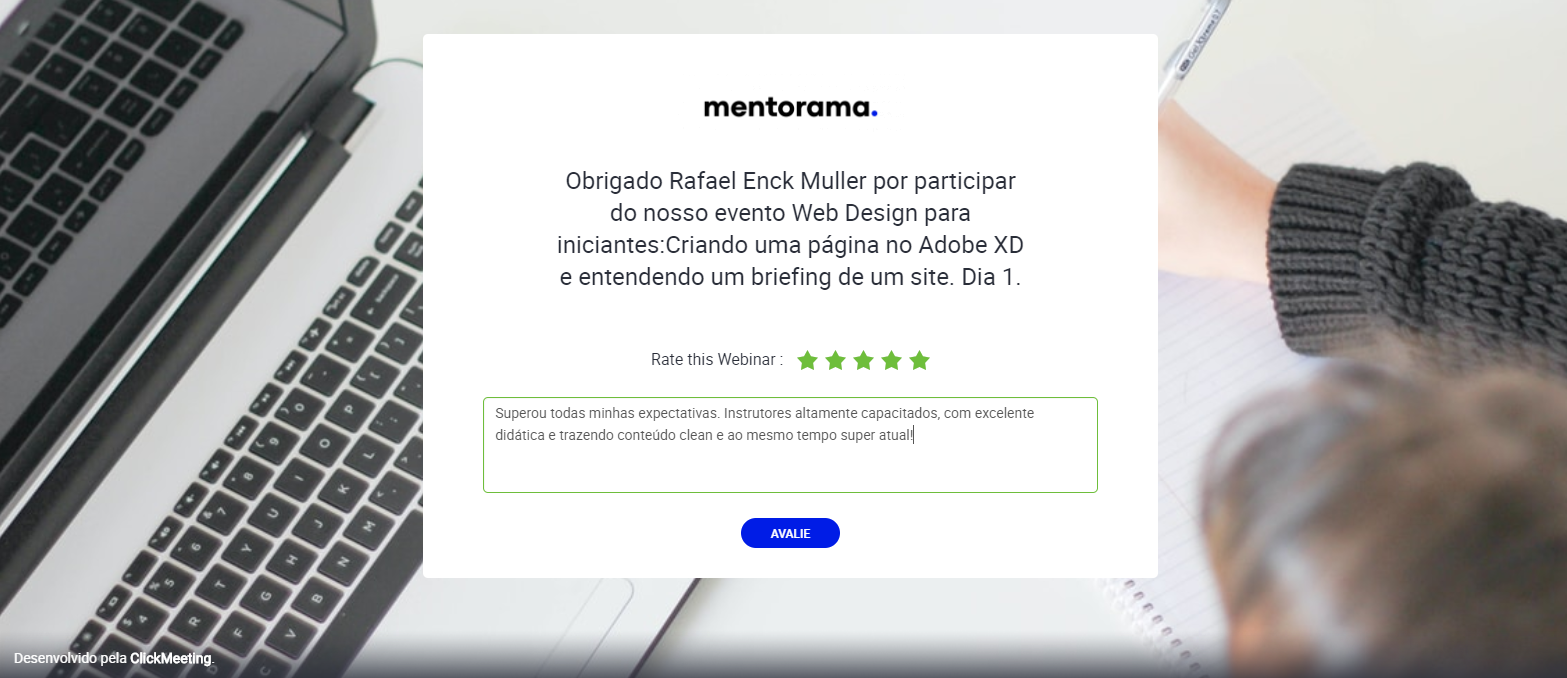 mentorama.
Obrigado Rafael Enck Muller por participar
do nosso evento Web Design para
iniciantes:Criando uma página no Adobe XD
e entendendo um briefing de um site. Dia 1.
Rate this Webinar :
Superou todas minhas expectativas. Instrutores altamente capacitados, com excelente
didática e trazendo conteúdo clean e ao mesmo tempo super atual!
AVALIE
Desenvolvido pela ClickMeeting.